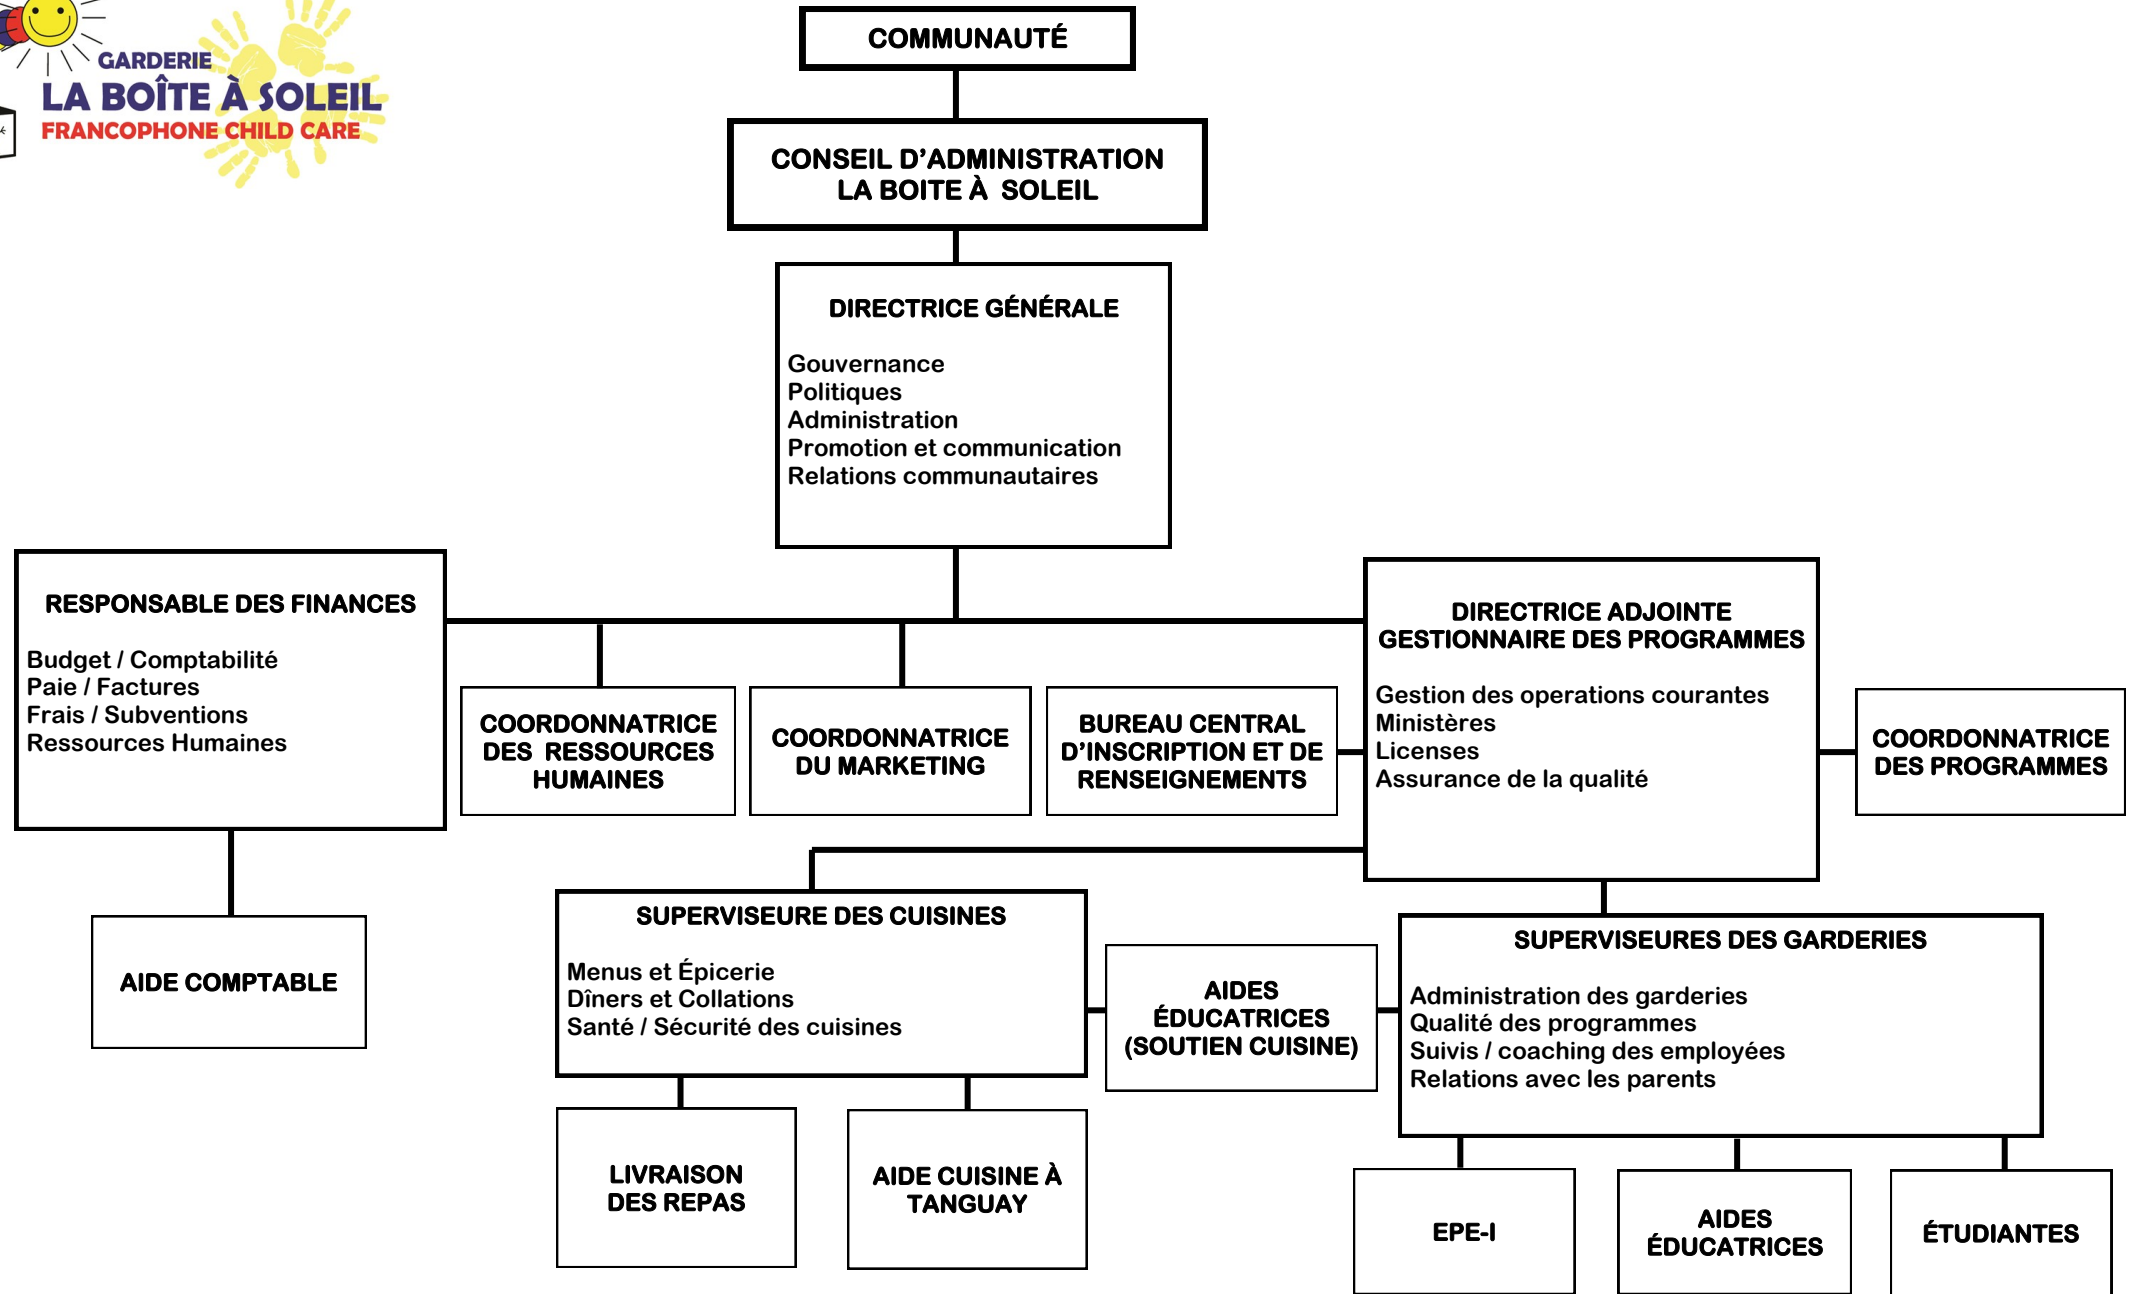 GARDERIE
LA BOÎTE À SOLEIL
FRANCOPHONE CHILD CARE
COMMUNAUTÉ
CONSEIL D’ADMINISTRATION
LA BOITE À SOLEIL
DIRECTRICE GÉNÉRALE
Gouvernance
Politiques
Administration
Promotion et communication
Relations communautaires
RESPONSABLE DES FINANCES
Budget / Comptabilité
Paie / Factures
Frais / Subventions
Ressources Humaines
COORDONNATRICE
DES RESSOURCES
HUMAINES
COORDONNATRICE
DU MARKETING
BUREAU CENTRAL
D’INSCRIPTION ET DE
RENSEIGNEMENTS
DIRECTRICE ADJOINTE
GESTIONNAIRE DES PROGRAMMES
Gestion des operations courantes
Ministères
Licenses
Assurance de la qualité
COORDONNATRICE
DES PROGRAMMES
AIDE COMPTABLE
SUPERVISEURE DES CUISINES
Menus et Épicerie
Dîners et Collations
Santé / Sécurité des cuisines
AIDES
ÉDUCATRICES
(SOUTIEN CUISINE)
SUPERVISEURES DES GARDERIES
Administration des garderies
Qualité des programmes
Suivis / coaching des employées
Relations avec les parents
LIVRAISON
DES REPAS
AIDE CUISINE À
TANGUAY
EPE-I
AIDES
ÉDUCATRICES
ÉTUDIANTES